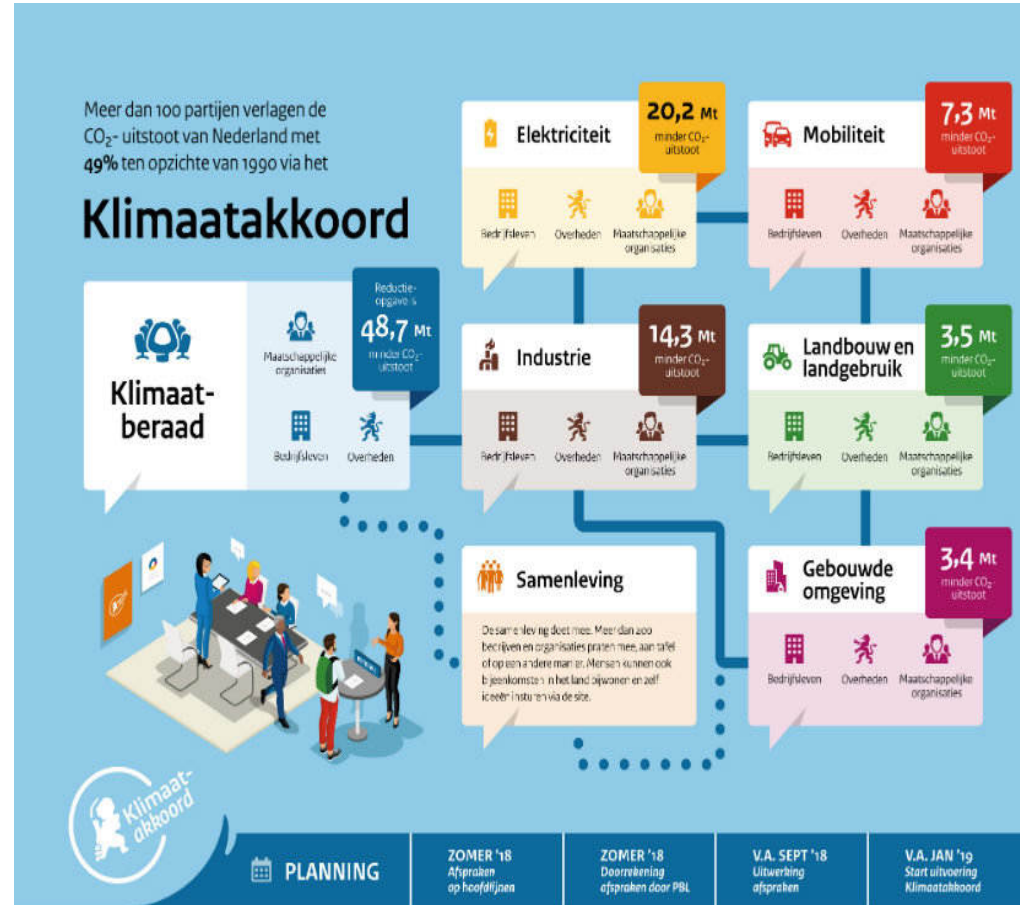 Meer dan 100 partijen verlagen de
CO₂- uitstoot van Nederland met
49% ten opzichte van 1990 via het
Klimaatakkoord
Klimaat-
beraad
Maatschappelijke
organisaties
Bedrijfsleven
Overheden
Reductie-
opgave is
48,7 Mt
minder CO₂-
uitstoot
Elektriciteit
20,2 Mt
minder CO₂-
uitstoot
Bedrijfsleven
Overheden
Maatschappelijke
organisaties
Mobiliteit
7,3 Mt
minder CO₂-
uitstoot
Bedrijfsleven
Overheden
Maatschappelijke
organisaties
Industrie
14,3 Mt
minder CO₂-
uitstoot
Bedrijfsleven
Overheden
Maatschappelijke
organisaties
Landbouw en
landgebruik
3,5 Mt
minder CO₂-
uitstoot
Bedrijfsleven
Overheden
Maatschappelijke
organisaties
Samenleving
De samenleving doet mee. Meer dan 200
bedrijven en organisaties praten mee, aan tafel
of op een andere manier. Mensen kunnen ook
bijeenkomsten in het land bijwonen en zelf
ideeën insturen via de site.
Gebouwde
omgeving
3,4 Mt
minder CO₂-
uitstoot
Bedrijfsleven
Overheden
Maatschappelijke
organisaties
Klimaat-
akkoord
PLANNING
ZOMER '18
Afspraken
op hoofdlijnen
ZOMER '18
Doorrekening
afspraken door PBL
V.A. SEPT '18
Uitwerking
afspraken
V.A. JAN '19
Start uitvoering
Klimaatakkoord